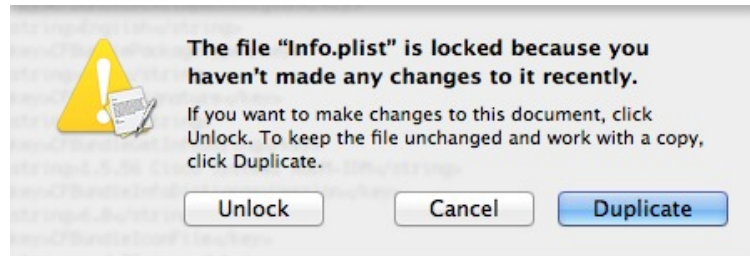 The file “Info.plist” is locked because you
haven’t made any changes to it recently.
If you want to make changes to this document, click
Unlock. To keep the file unchanged and work with a copy,
click Duplicate.
Unlock
Cancel
Duplicate